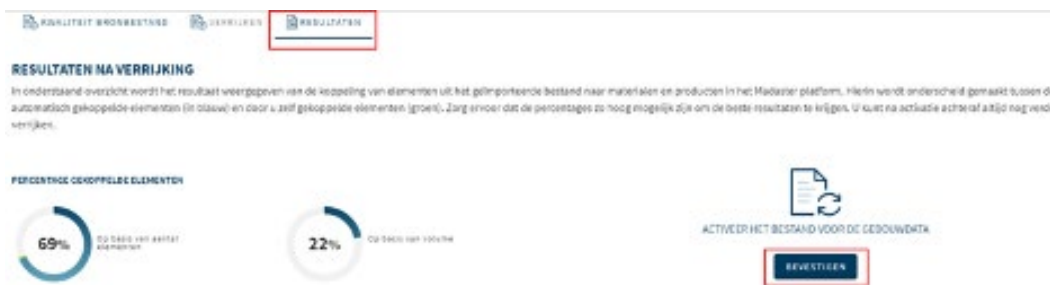 KWALITEIT BRONBESTAND VERRIJKEN RESULTATEN
RESULTATEN NA VERRIJKING
In onderstaand overzicht wordt het resultaat weergegeven van de koppeling van elementen uit het geïmporteerde bestand naar materialen en producten in het Madaster platform. Hierin wordt onderscheid gemaakt tussen d
automatisch gekoppelde elementen (in blauw) en door u zelf gekoppelde elementen (groen). Zorg ervoor dat de percentages zo hoog mogelijk zijn om de beste resultaten te krijgen. U kunt na activatie achteraf altijd nog verd
verrijken.
PERCENTAGE GEKOPPELDE ELEMENTEN
69% Op basis van aantal
elementen
22% Op basis van volume
ACTIVEER HET BESTAND VOOR DE GEBOUWDATA
BEVESTIGEN